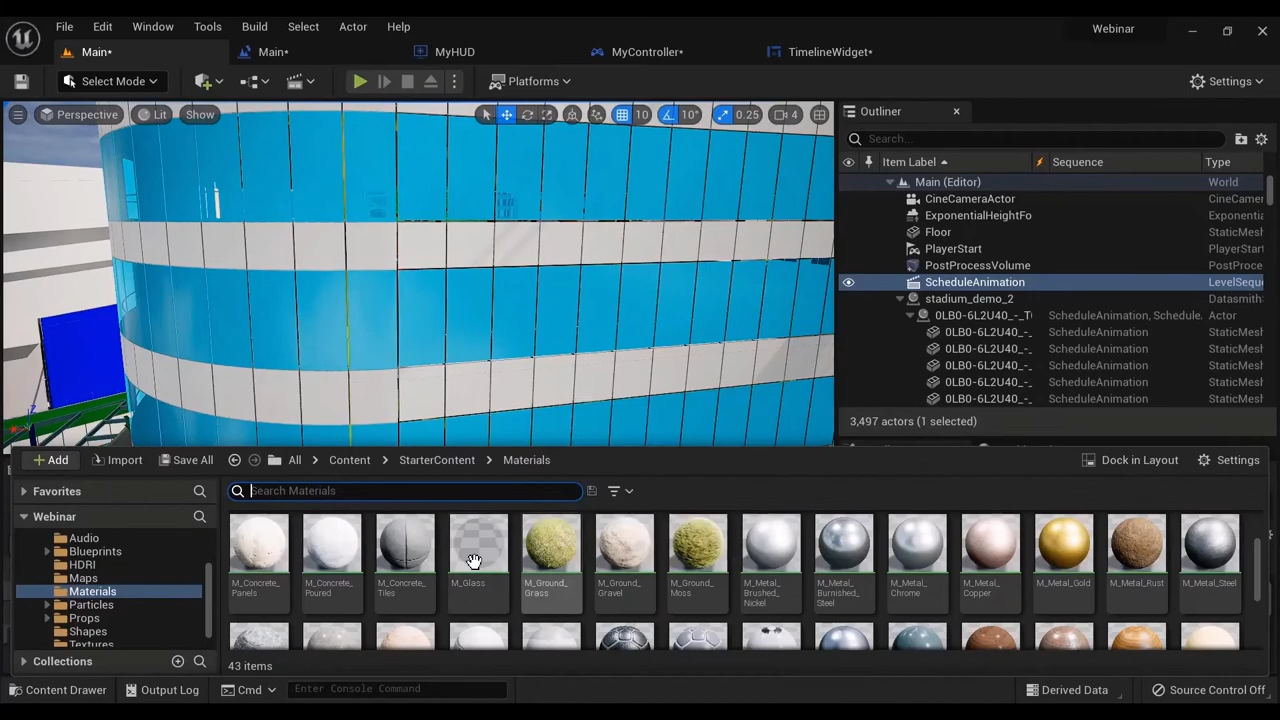 File Edit Window Tools Build Select Actor Help
Webinar
Main* Main* MyHUD MyController* TimelineWidget*
Select Mode Platforms Settings
Perspective Lit Show 10 10° 0.25 4
Outliner
Search...
Item Label Sequence Type
Main (Editor) World
CineCameraActor CineCamer
ExponentialHeightFo Exponentia
Floor StaticMes
PlayerStart PlayerStar
PostProcessVolume PostProce
ScheduleAnimation LevelSequ
stadium_demo_2 Datasmith
0LB0-6L2U40_-_T( ScheduleAnimation, Schedule. Actor
0LB0-6L2U40_-_ ScheduleAnimation StaticMesh
0LB0-6L2U40_-_ ScheduleAnimation StaticMesh
0LB0-6L2U40_-_ ScheduleAnimation StaticMesh
0LB0-6L2U40_-_ ScheduleAnimation StaticMesh
0LB0-6L2U40_-_ ScheduleAnimation StaticMesh
3,497 actors (1 selected)
Add Import Save All All Content StarterContent Materials Dock in Layout Settings
Favorites
Search Materials
Webinar
Audio
Blueprints
HDRI
Maps
Materials
Particles
Props
Shapes
Textures
Collections
M_Concrete_
Panels
M_Concrete_
Poured
M_Concrete_
Tiles
M_Glass
M_Ground_
Grass
M_Ground_
Gravel
M_Ground_
Moss
M_Metal_
Brushed_
Nickel
M_Metal_
Burnished_
Steel
M_Metal_
Chrome
M_Metal_
Copper
M_Metal_Gold
M_Metal_Rust
M_Metal_Steel
43 items
Content Drawer Output Log Cmd Enter Console Command Derived Data Source Control Off